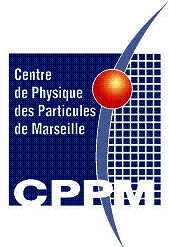 Centre
de Physique
des Particules
de Marseille
CPPM